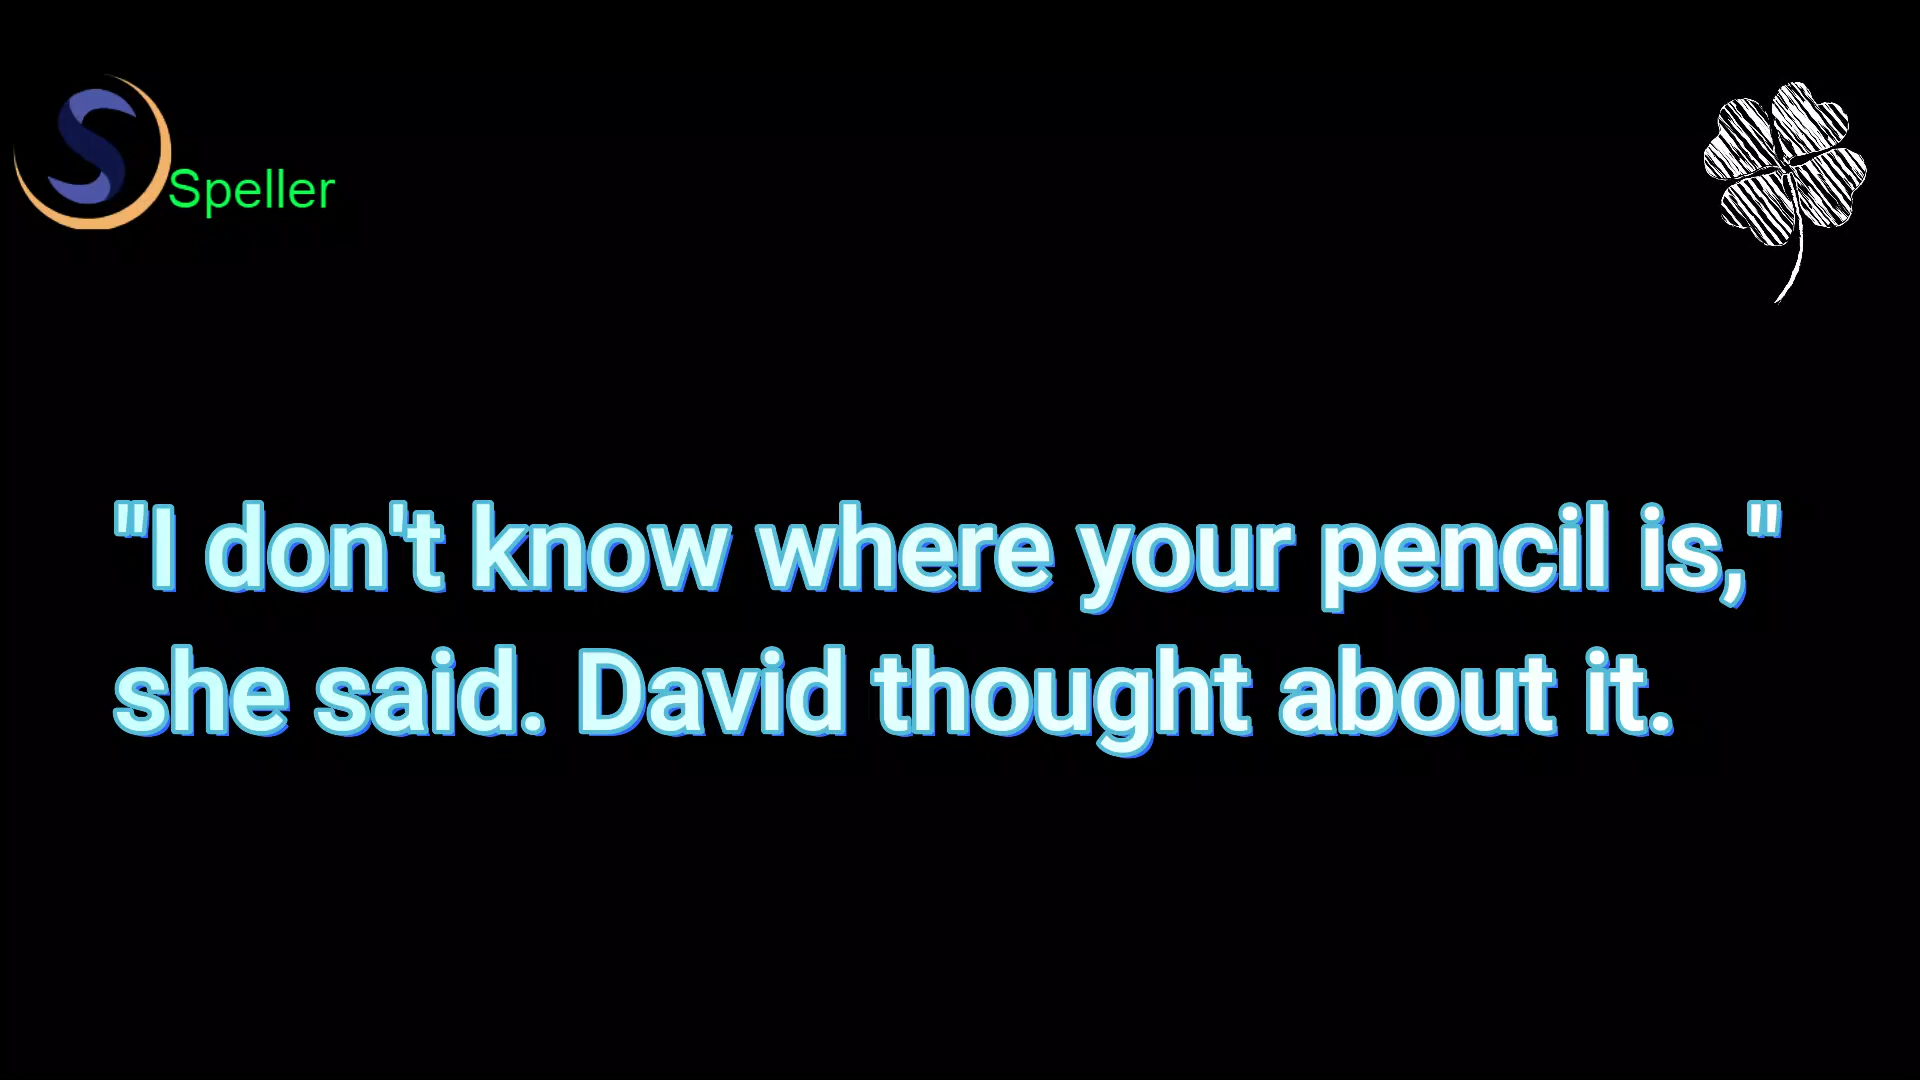 Speller
"I don't know where your pencil is,"
she said. David thought about it.